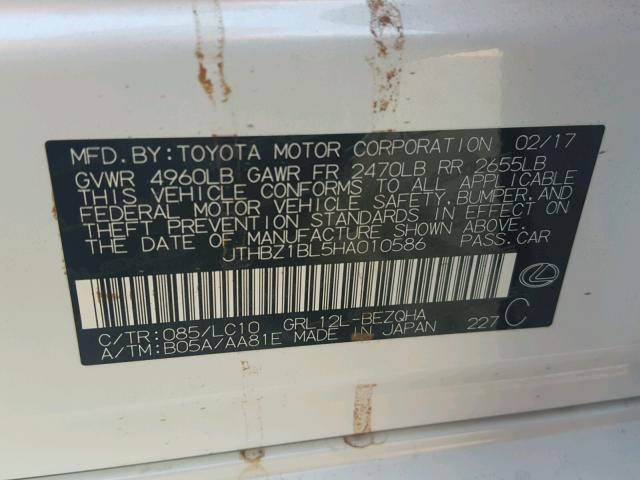 MFD. BY: TOYOTA MOTOR CORPORATION 02/17
GVWR 4960LB GAWR FR 2470LB RR 2655LB
THIS VEHICLE CONFORMS TO ALL APPLICABLE
FEDERAL MOTOR VEHICLE SAFETY, BUMPER, AND
THEFT PREVENTION STANDARDS IN EFFECT ON
THE DATE OF MANUFACTURE SHOWN ABOVE.
JTHBZ1BL5HA010586 PASS. CAR
C/TR: 085/LC10 GRL12L-BEZQHA
A/TM: B05A/AA81E MADE IN JAPAN 227 C